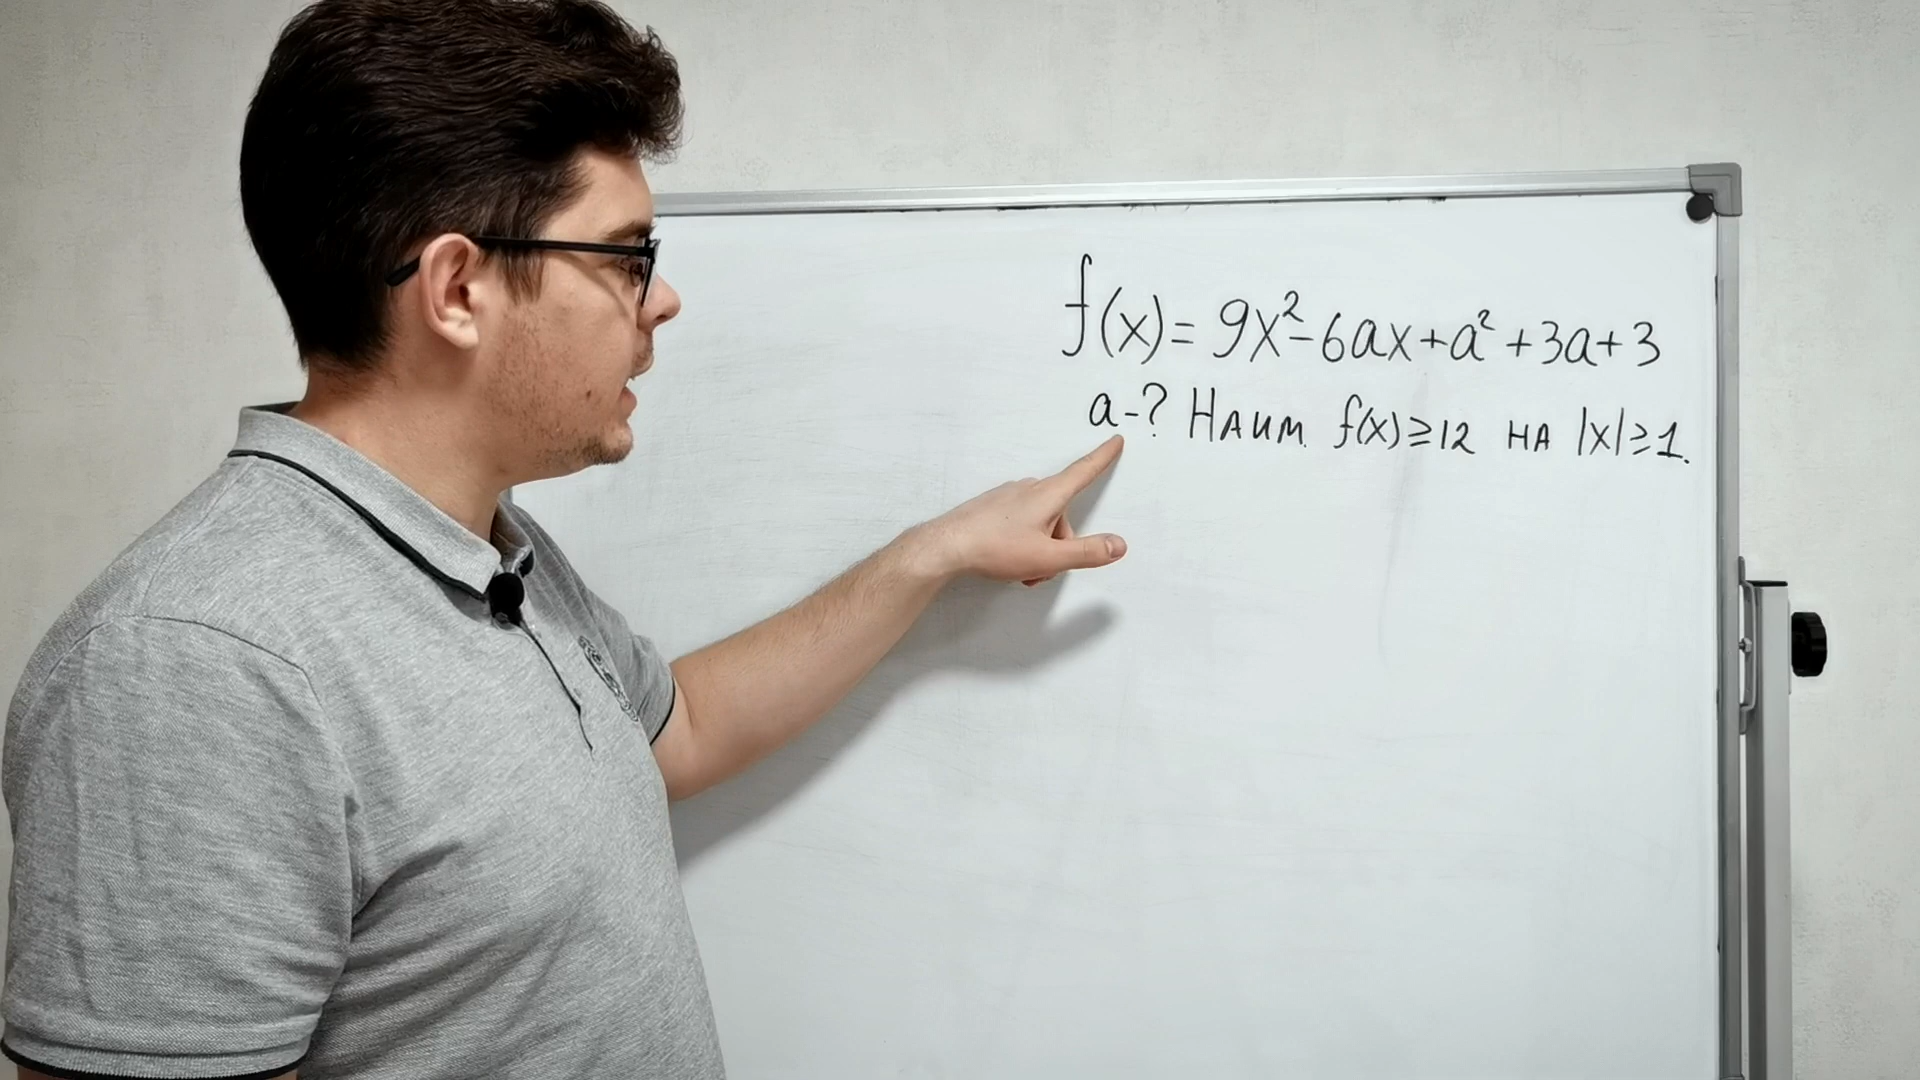 f(x) = 9x² - 6ax + a² + 3a + 3
a-? Наим. f(x) ≥ 12 на |x| ≥ 1.